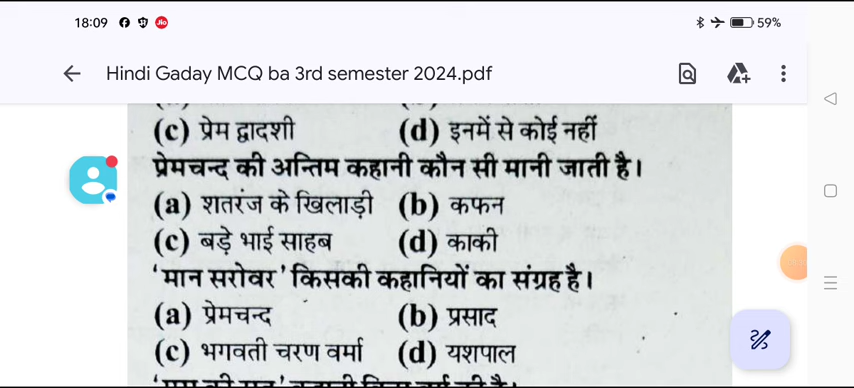 18:09 59%
Hindi Gaday MCQ ba 3rd semester 2024.pdf
(c) प्रेम द्वादशी (d) इनमें से कोई नहीं
प्रेमचन्द की अन्तिम कहानी कौन सी मानी जाती है।
(a) शतरंज के खिलाड़ी (b) कफन
(c) बड़े भाई साहब (d) काकी
'मान सरोवर' किसकी कहानियों का संग्रह है।
(a) प्रेमचन्द (b) प्रसाद
(c) भगवती चरण वर्मा (d) यशपाल